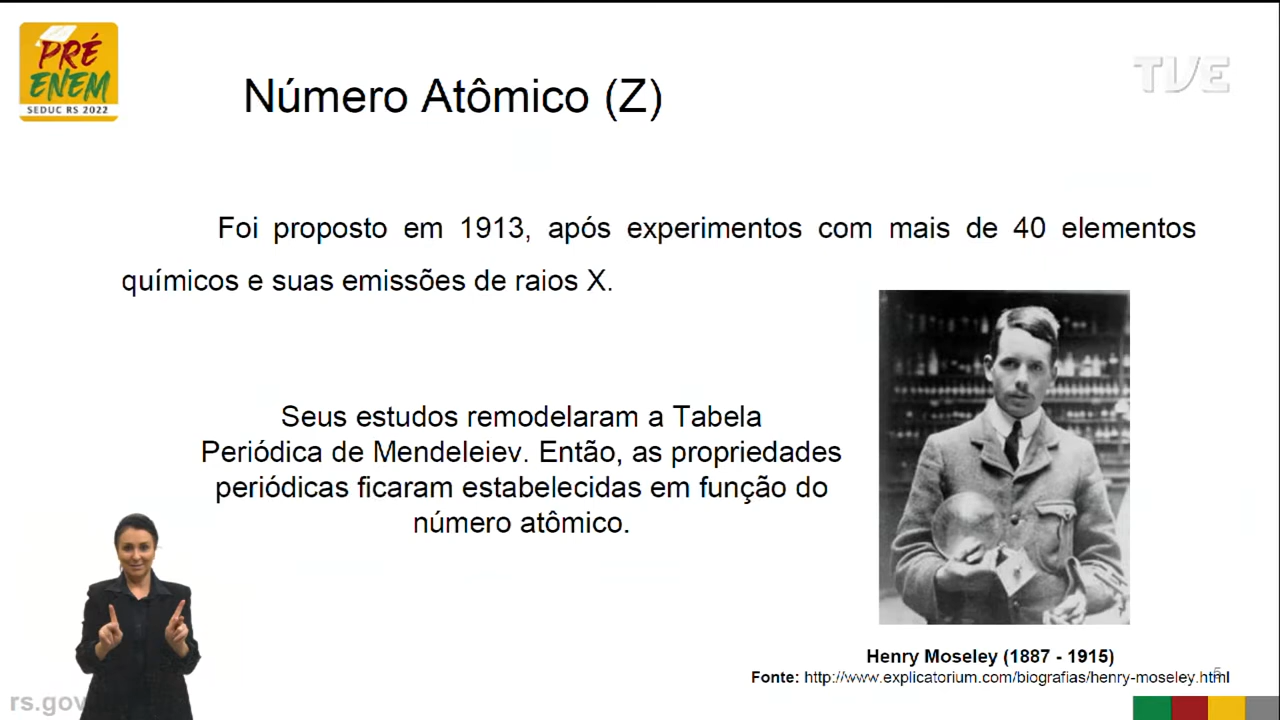 PRÉ
ENEM
SEDUC RS 2022
TVE
Número Atômico (Z)
Foi proposto em 1913, após experimentos com mais de 40 elementos
químicos e suas emissões de raios X.
Seus estudos remodelaram a Tabela
Periódica de Mendeleiev. Então, as propriedades
periódicas ficaram estabelecidas em função do
número atômico.
Henry Moseley (1887 - 1915)
Fonte: http://www.explicatorium.com/biografias/henry-moseley.html
5
rs.gov